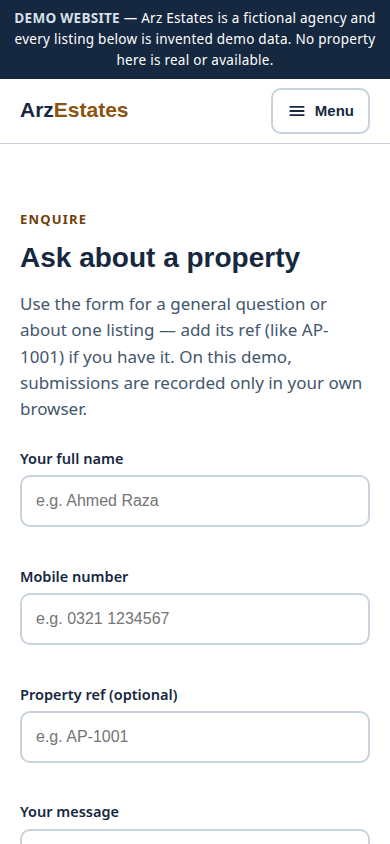 DEMO WEBSITE — Arz Estates is a fictional agency and
every listing below is invented demo data. No property
here is real or available.
ArzEstates
Menu
ENQUIRE
Ask about a property
Use the form for a general question or
about one listing — add its ref (like AP-
1001) if you have it. On this demo,
submissions are recorded only in your own
browser.
Your full name
e.g. Ahmed Raza
Mobile number
e.g. 0321 1234567
Property ref (optional)
e.g. AP-1001
Your message